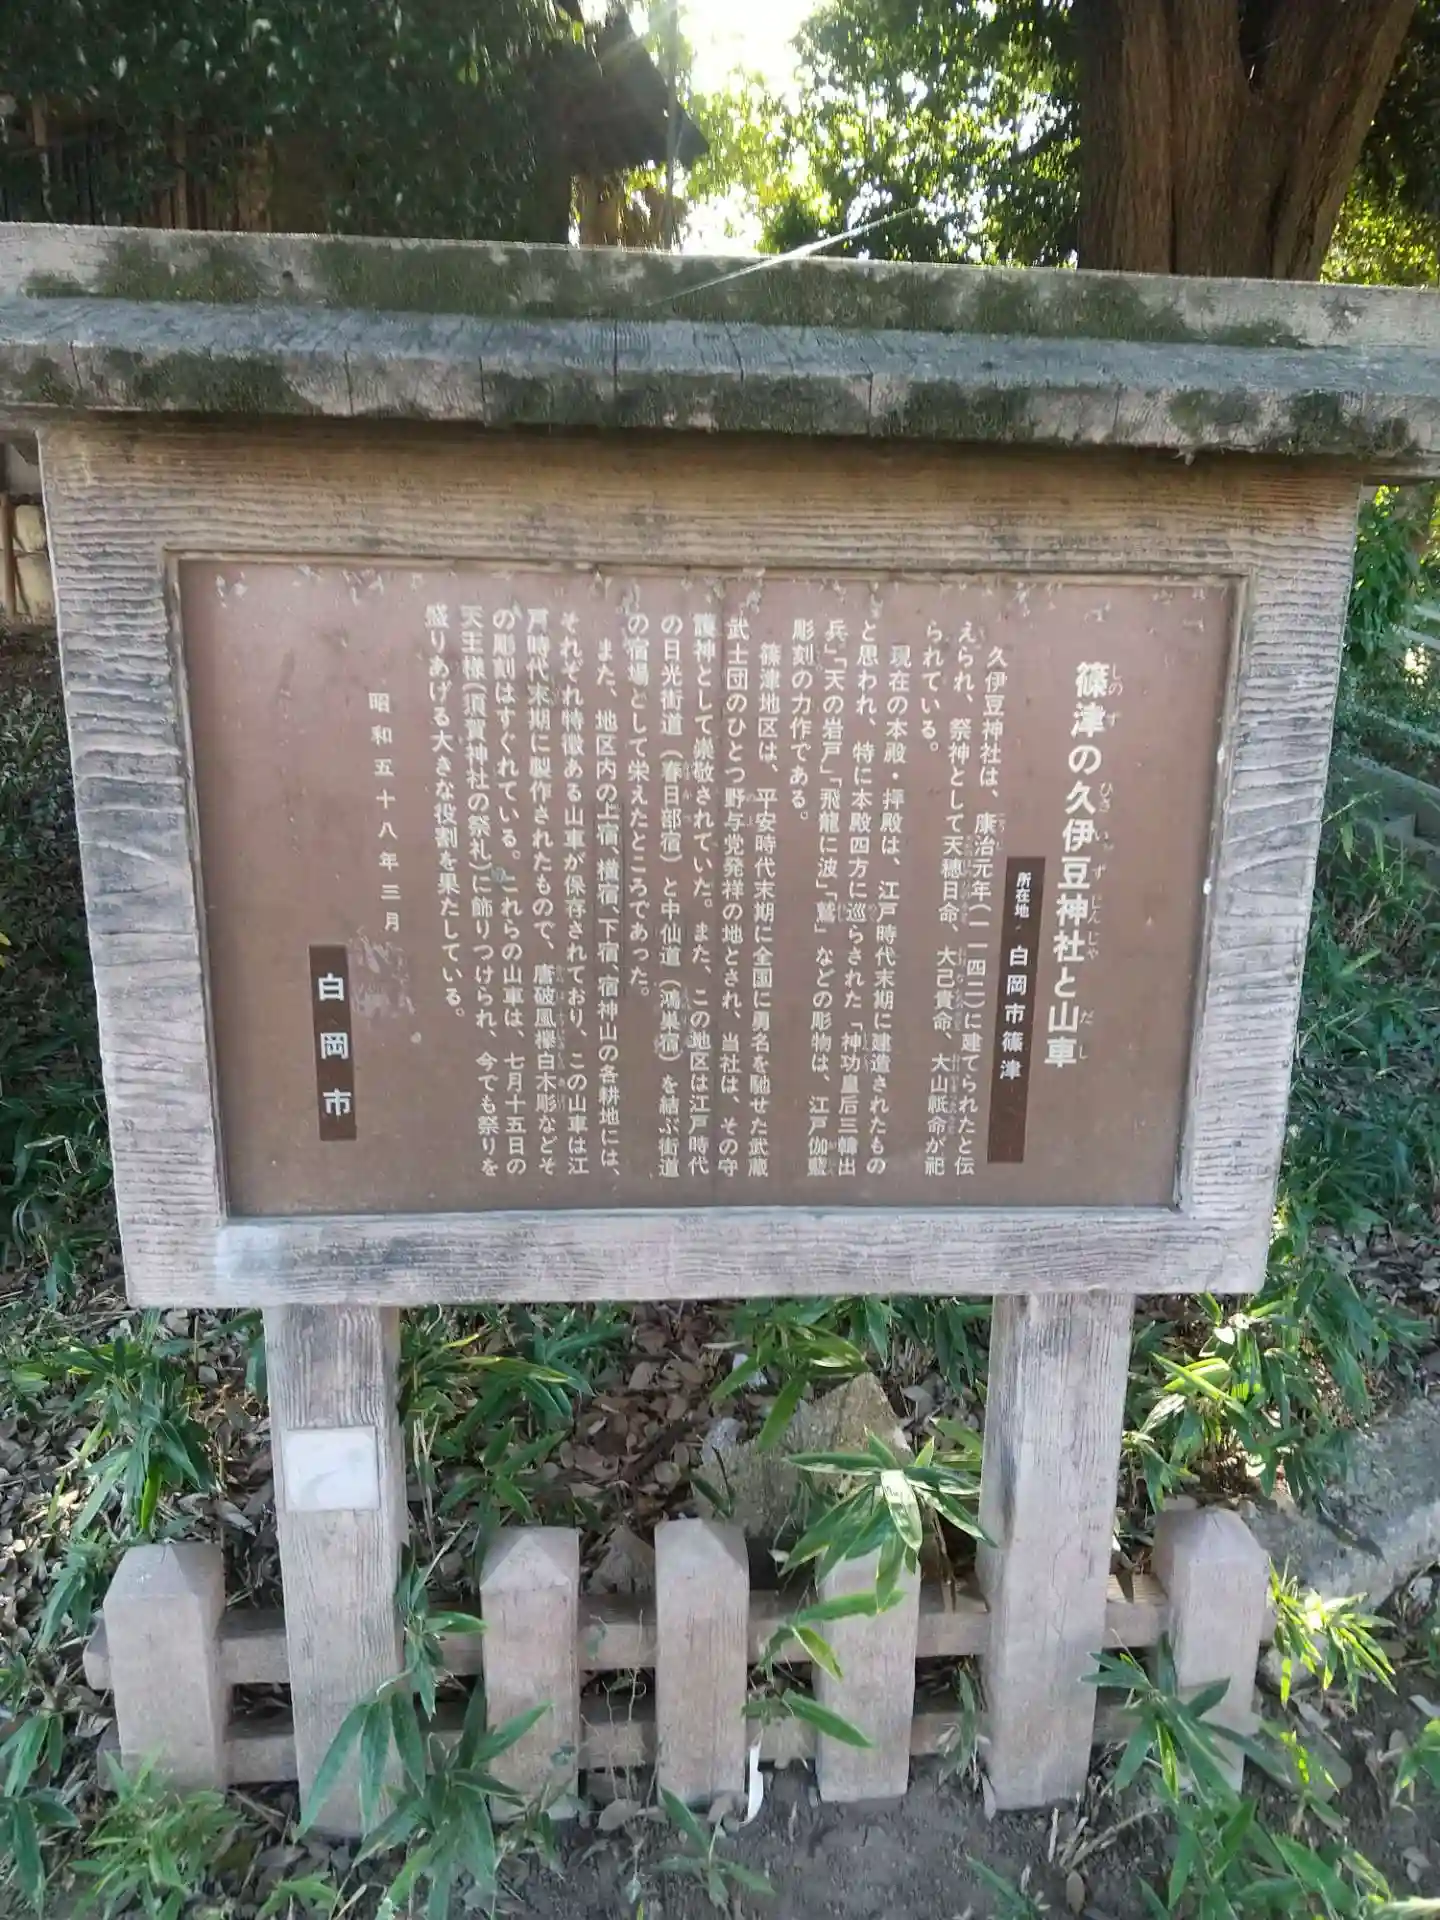 篠津の久伊豆神社と山車
所在地 白岡市篠津
久伊豆神社は、康治元年(一一四二)に建てられたと伝
えられ、祭神として天穂日命、大己貴命、大山祇命が祀
られている。
現在の本殿・拝殿は、江戸時代末期に建造されたもの
と思われ、特に本殿四方に巡らされた「神功皇后三韓出
兵」「天の岩戸」「飛龍に波」「鷲」などの彫物は、江戸伽藍
彫刻の力作である。
篠津地区は、平安時代末期に全国に勇名を馳せた武蔵
武士団のひとつ野与党発祥の地とされ、当社は、その守
護神として崇敬されていた。また、この地区は江戸時代
の日光街道(春日部宿)と中仙道(鴻巣宿)を結ぶ街道
の宿場として栄えたところであった。
また、地区内の上宿、横宿、下宿、宿神山の各耕地には、
それぞれ特徴ある山車が保存されており、この山車は江
戸時代末期に製作されたもので、唐破風欅白木彫などそ
の彫刻はすぐれている。これらの山車は、七月十五日の
天王様(須賀神社の祭礼)に飾りつけられ、今でも祭りを
盛りあげる大きな役割を果たしている。
昭和五十八年三月
白岡市